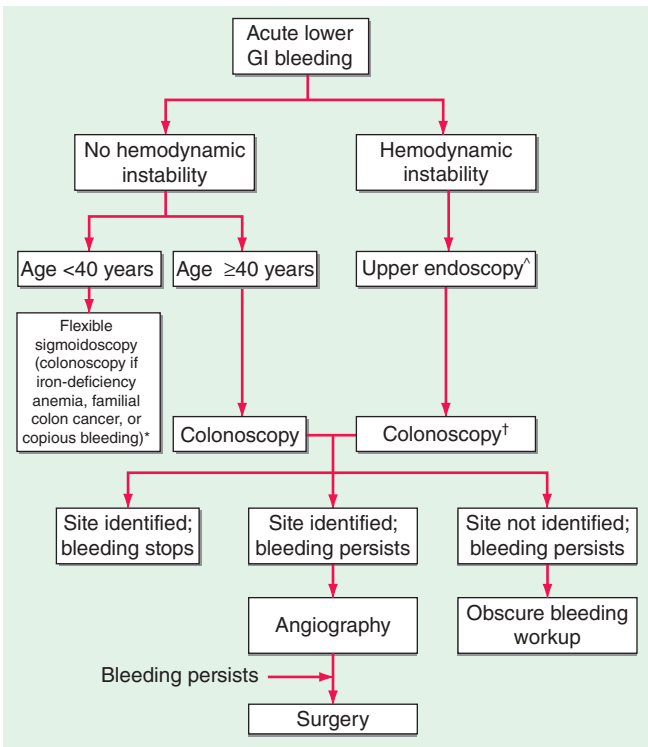 Acute lower
GI bleeding
No hemodynamic
instability
Hemodynamic
instability
Age <40 years
Age ≥40 years
Upper endoscopy^
Flexible
sigmoidoscopy
(colonoscopy if
iron-deficiency
anemia, familial
colon cancer, or
copious bleeding)*
Colonoscopy
Colonoscopy†
Site identified;
bleeding stops
Site identified;
bleeding persists
Site not identified;
bleeding persists
Angiography
Obscure bleeding
workup
Bleeding persists
Surgery